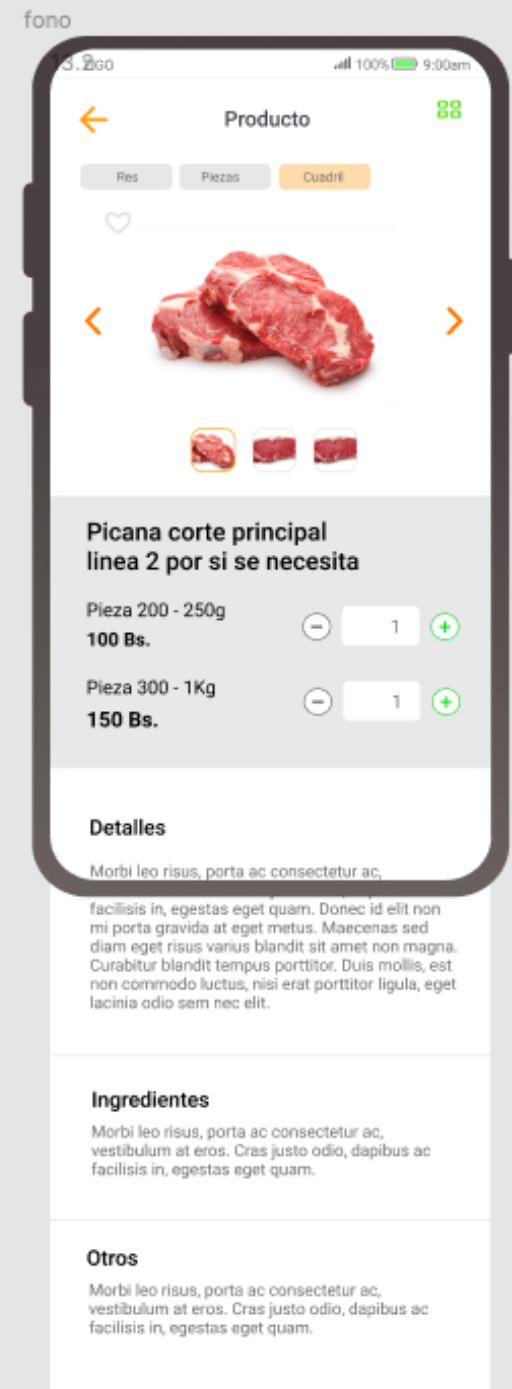 fono
100% 9:00am
Producto
Res Piezas Cuadril
Picana corte principal
linea 2 por si se necesita
Pieza 200 - 250g
100 Bs.
1
Pieza 300 - 1Kg
150 Bs.
1
Detalles
Morbi leo risus, porta ac consectetur ac,
facilisis in, egestas eget quam. Donec id elit non
mi porta gravida at eget metus. Maecenas sed
diam eget risus varius blandit sit amet non magna.
Curabitur blandit tempus porttitor. Duis mollis, est
non commodo luctus, nisi erat porttitor ligula, eget
lacinia odio sem nec elit.
Ingredientes
Morbi leo risus, porta ac consectetur ac,
vestibulum at eros. Cras justo odio, dapibus ac
facilisis in, egestas eget quam.
Otros
Morbi leo risus, porta ac consectetur ac,
vestibulum at eros. Cras justo odio, dapibus ac
facilisis in, egestas eget quam.